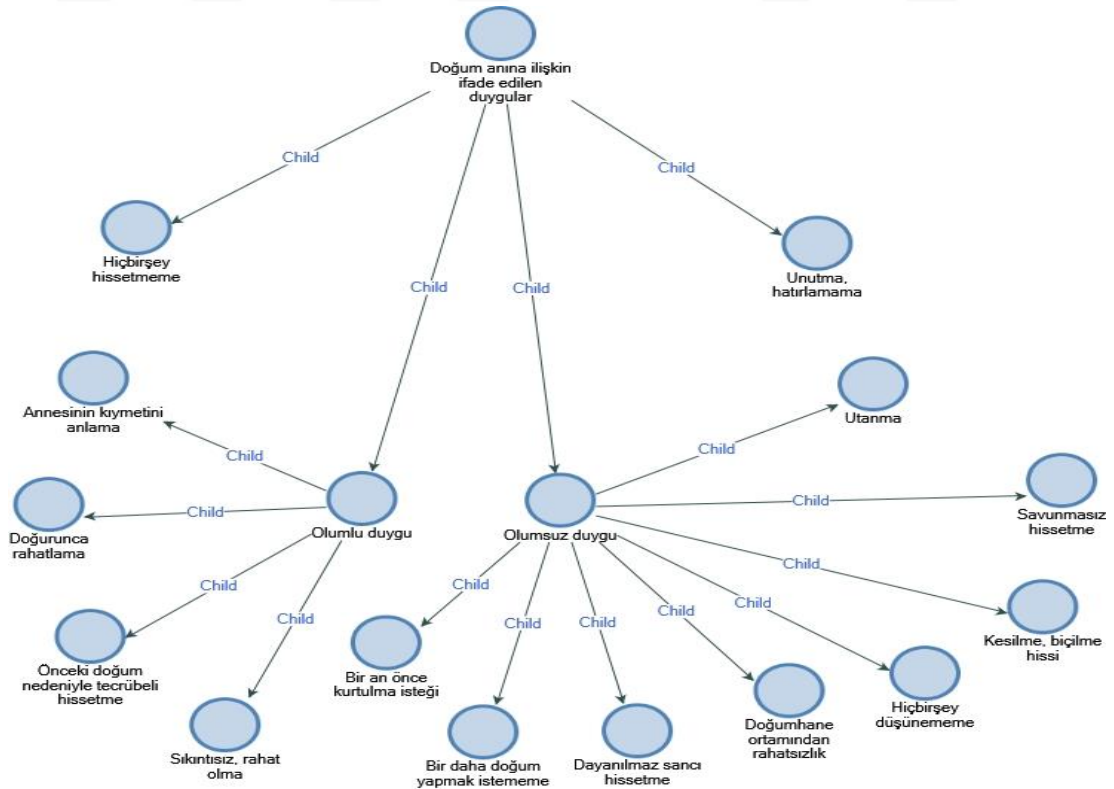 Doğum anına ilişkin
ifade edilen
duygular
Child
Child
Child
Child
Hiçbirşey
hissetmeme
Unutma,
hatırlamama
Annesinin kıymetini
anlama
Utanma
Child
Child
Child
Child
Doğurunca
rahatlama
Olumlu duygu
Olumsuz duygu
Savunmasız
hissetme
Child
Child
Child
Child
Child
Child
Child
Child
Önceki doğum
nedeniyle tecrübeli
hissetme
Bir an önce
kurtulma isteği
Kesilme, biçilme
hissi
Sıkıntısız, rahat
olma
Bir daha doğum
yapmak istememe
Dayanılmaz sancı
hissetme
Doğumhane
ortamından
rahatsızlık
Hiçbirşey
düşünememe